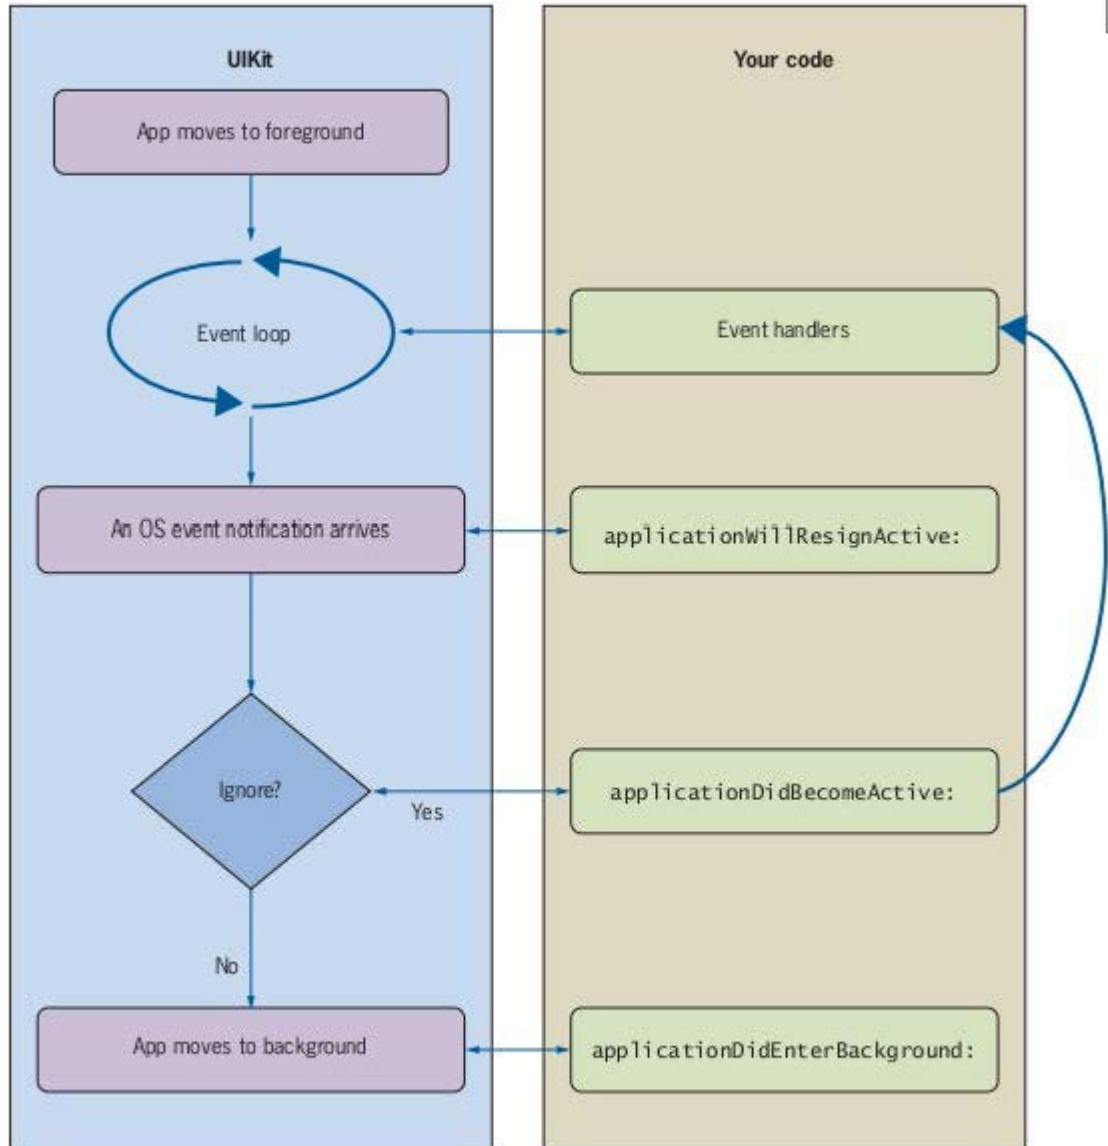 UIKit
Your code
App moves to foreground
Event loop
Event handlers
An OS event notification arrives
applicationWillResignActive:
Ignore?
Yes
applicationDidBecomeActive:
No
App moves to background
applicationDidEnterBackground: